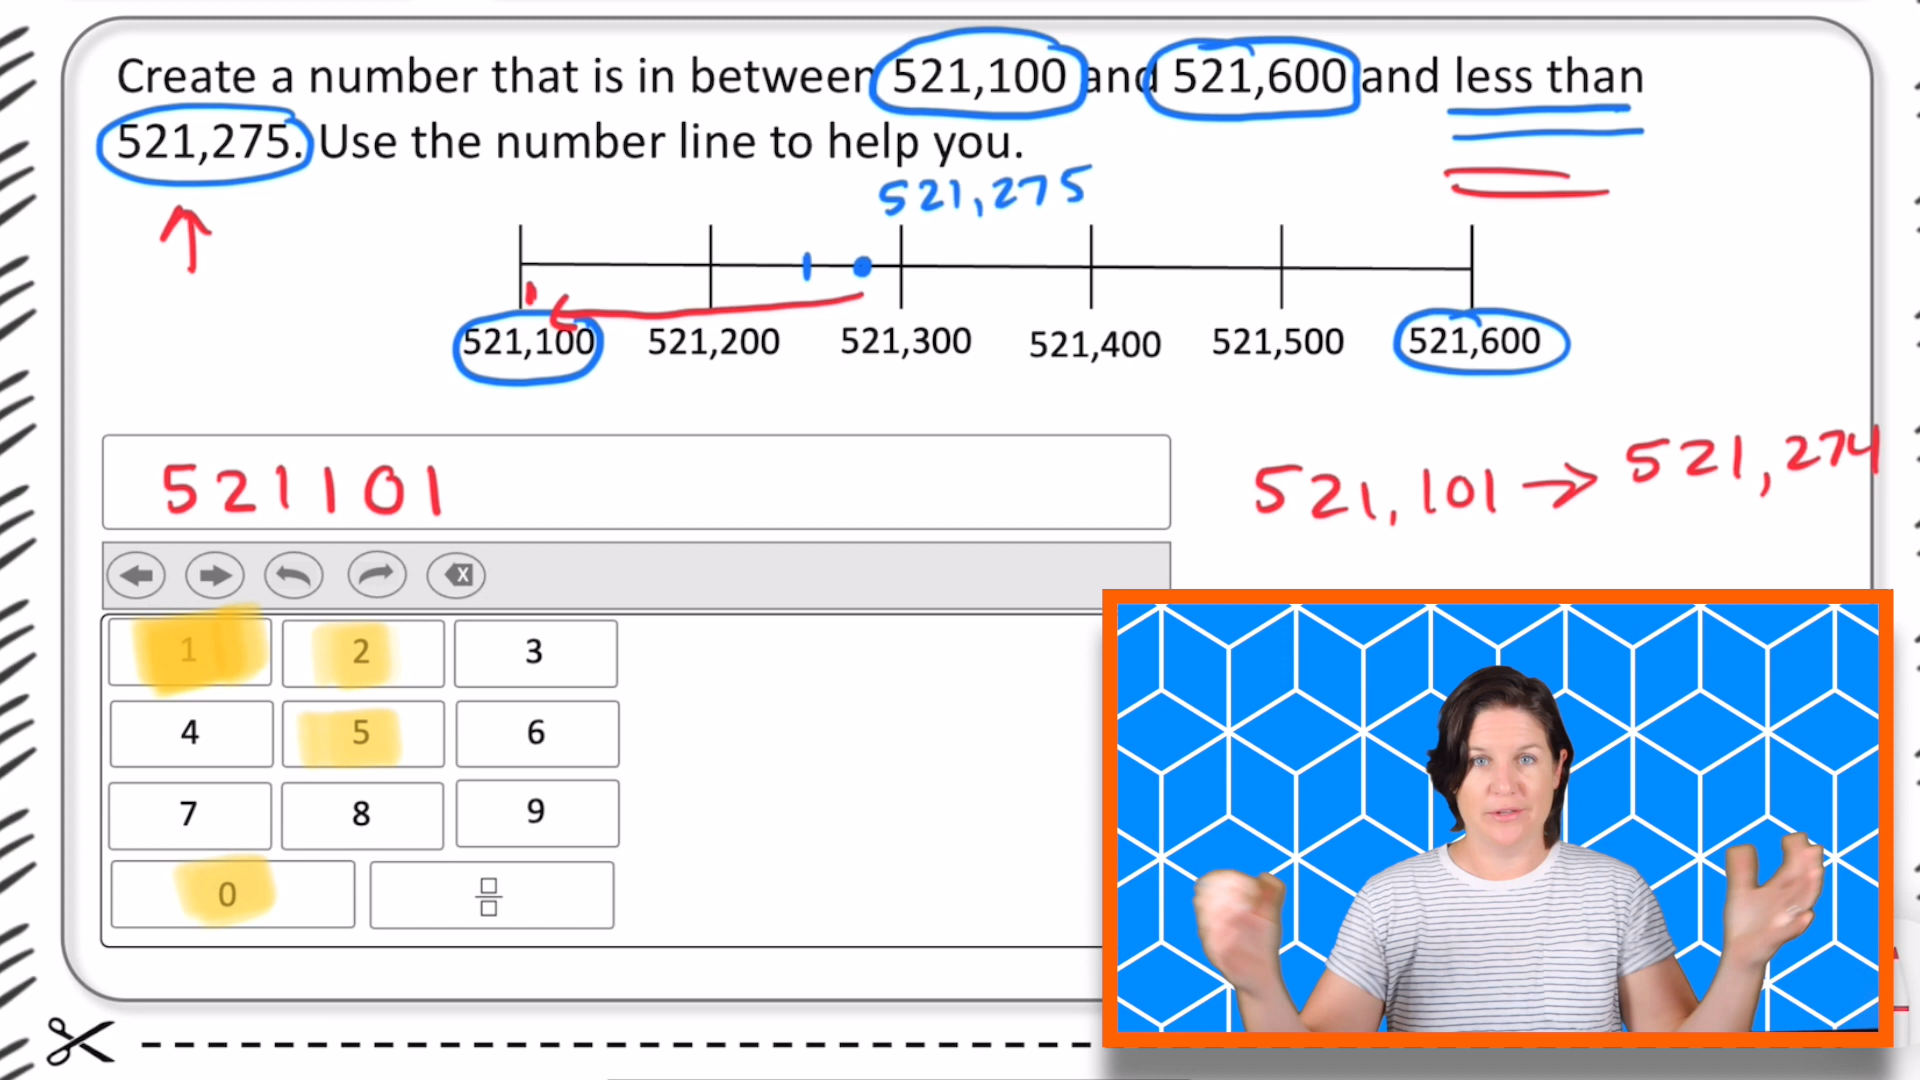 Create a number that is in between 521,100 and 521,600 and less than
521,275. Use the number line to help you.
521,275
521,100 521,200 521,300 521,400 521,500 521,600
521101
521,101 → 521,274
X
1 2 3
4 5 6
7 8 9
0